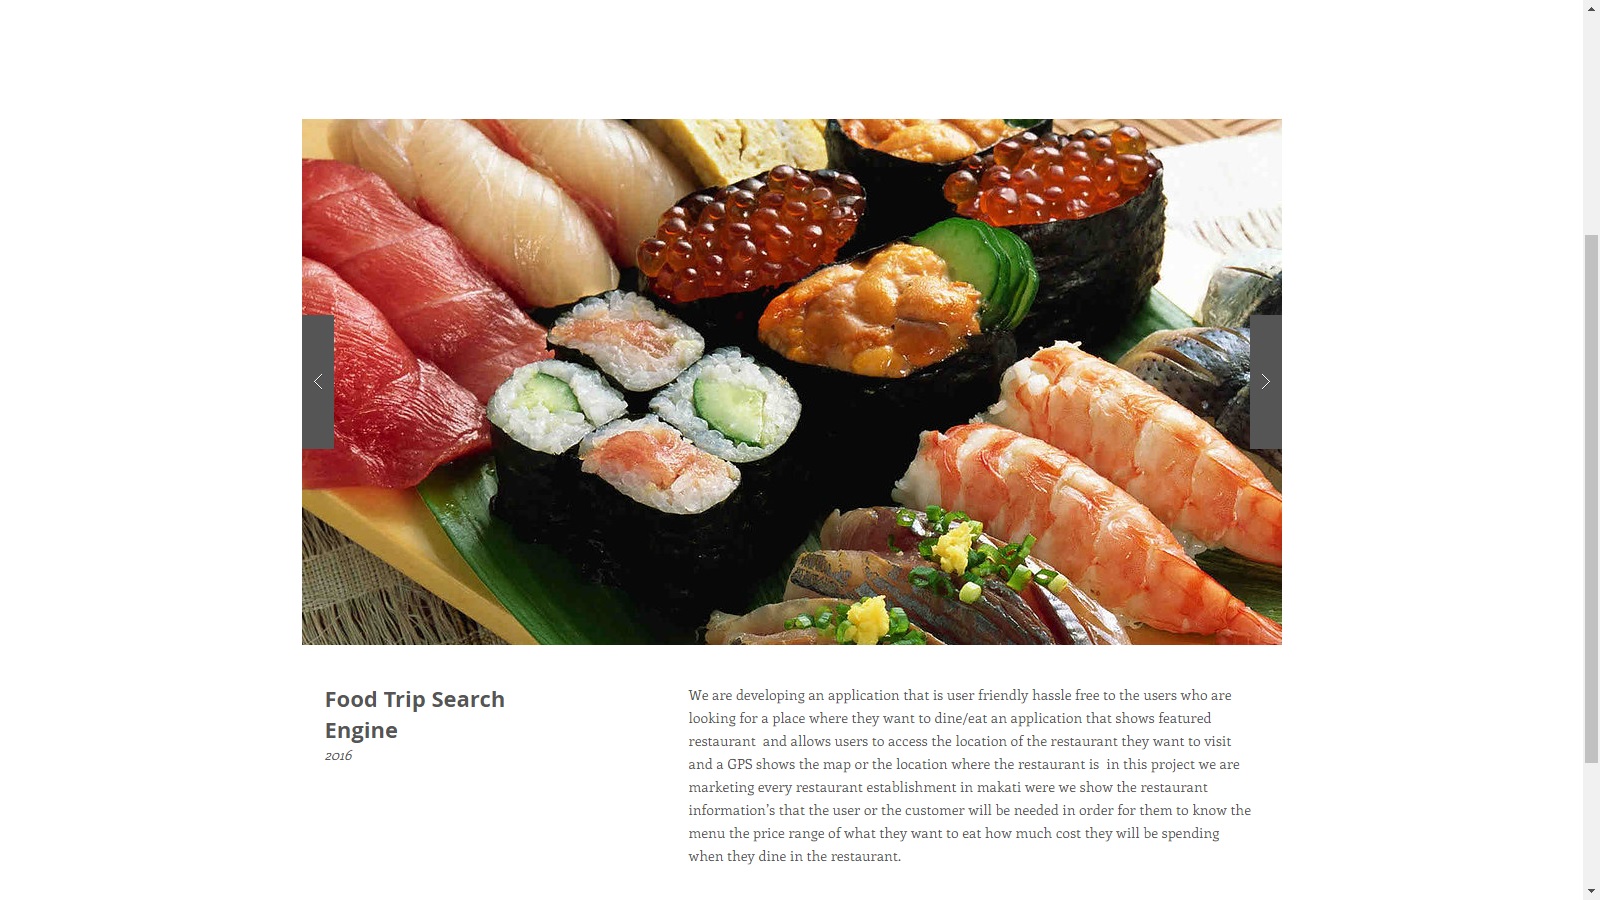 Food Trip Search
Engine
2016
We are developing an application that is user friendly hassle free to the users who are
looking for a place where they want to dine/eat an application that shows featured
restaurant  and allows users to access the location of the restaurant they want to visit
and a GPS shows the map or the location where the restaurant is  in this project we are
marketing every restaurant establishment in makati were we show the restaurant
information's that the user or the customer will be needed in order for them to know the
menu the price range of what they want to eat how much cost they will be spending
when they dine in the restaurant.